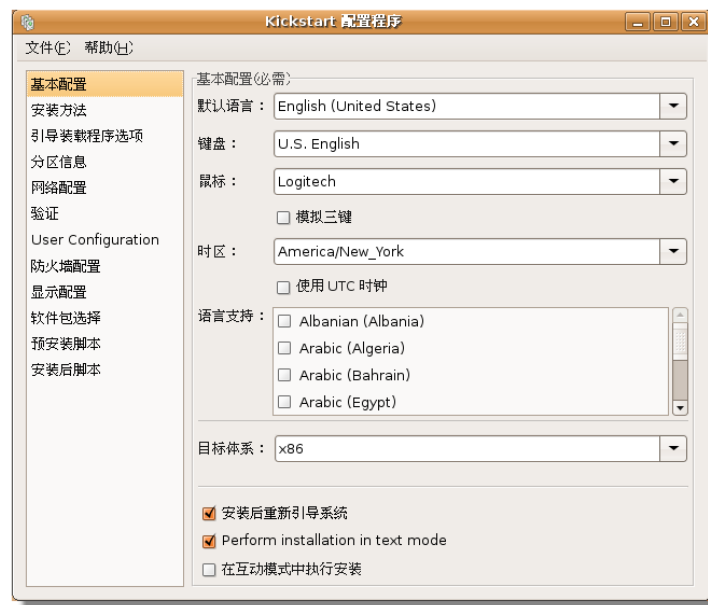 Kickstart 配置程序
文件(E) 帮助(H)
基本配置
安装方法
引导装载程序选项
分区信息
网络配置
验证
User Configuration
防火墙配置
显示配置
软件包选择
预安装脚本
安装后脚本
基本配置(必需)
默认语言： English (United States)
键盘： U.S. English
鼠标： Logitech
模拟三键
时区： America/New_York
使用 UTC 时钟
语言支持： Albanian (Albania)
Arabic (Algeria)
Arabic (Bahrain)
Arabic (Egypt)
目标体系： x86
安装后重新引导系统
Perform installation in text mode
在互动模式中执行安装